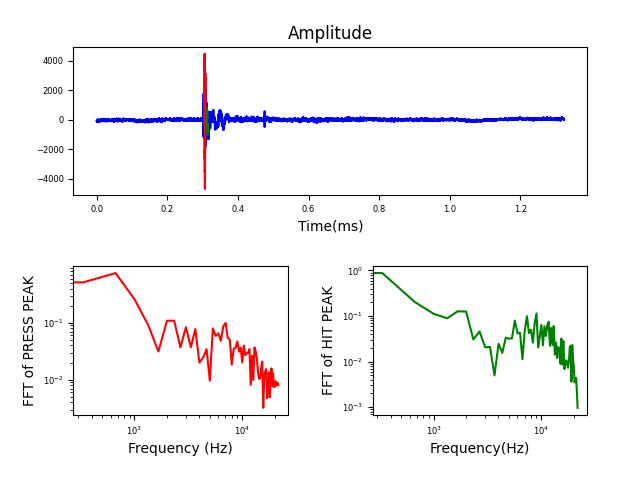 Amplitude
4000
2000
0
−2000
−4000
0.0 0.2 0.4 0.6 0.8 1.0 1.2
Time(ms)
FFT of PRESS PEAK
10⁻¹
10⁻²
10³ 10⁴
Frequency (Hz)
FFT of HIT PEAK
10⁰
10⁻¹
10⁻²
10⁻³
10³ 10⁴
Frequency(Hz)